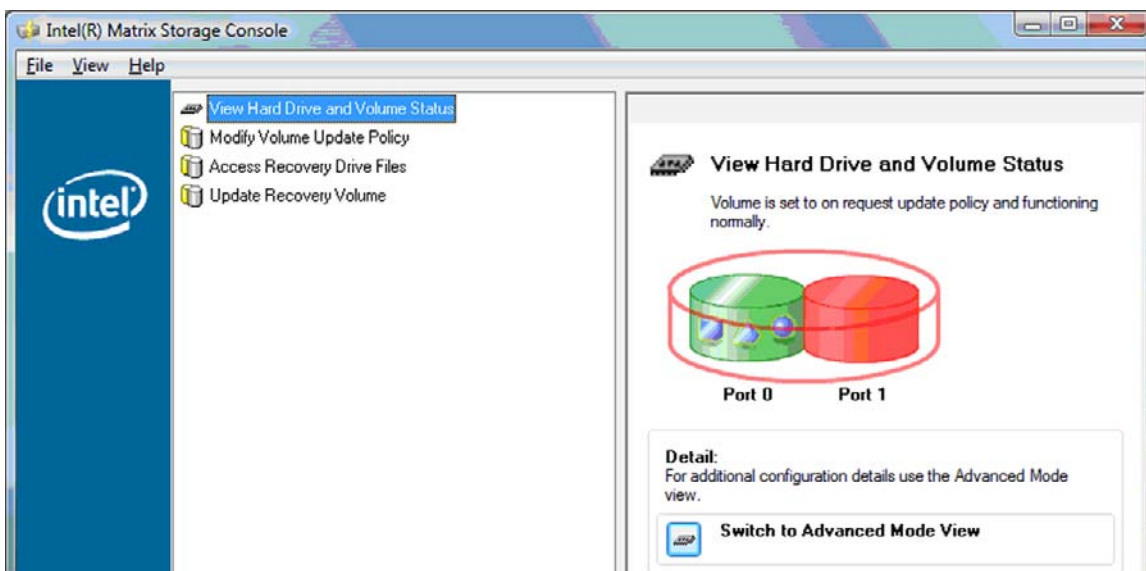 Intel(R) Matrix Storage Console
File View Help
intel
View Hard Drive and Volume Status
Modify Volume Update Policy
Access Recovery Drive Files
Update Recovery Volume
View Hard Drive and Volume Status
Volume is set to on request update policy and functioning
normally.
Port 0 Port 1
Detail:
For additional configuration details use the Advanced Mode
view.
Switch to Advanced Mode View